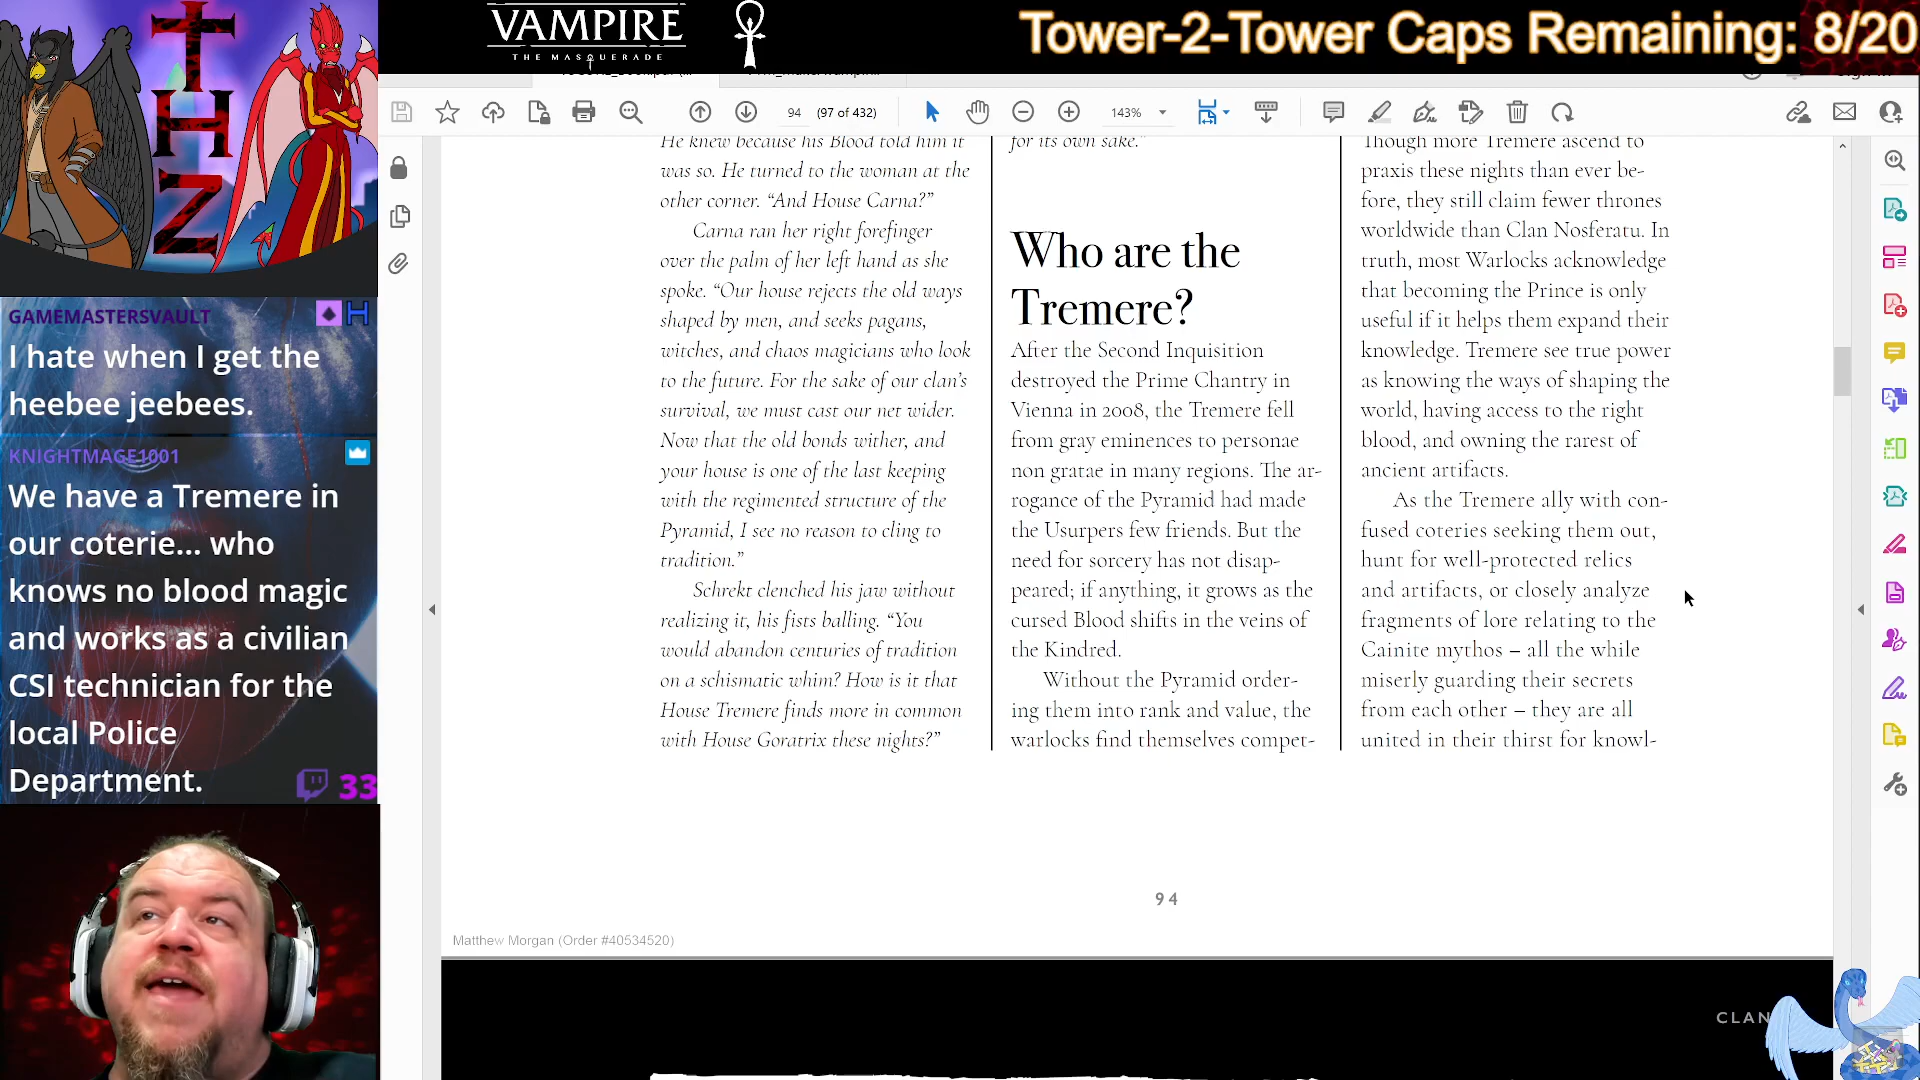 THZ
VAMPIRE
THE MASQUERADE
Tower-2-Tower Caps Remaining: 8/20
94
(97 of 432)
143%
GAMEMASTERSVAULT
I hate when I get the
heebee jeebees.
KNIGHTMAGE1001
We have a Tremere in
our coterie... who
knows no blood magic
and works as a civilian
CSI technician for the
local Police
Department.
33
He knew because his Blood told him it
was so. He turned to the woman at the
other corner. “And House Carna?”
Carna ran her right forefinger
over the palm of her left hand as she
spoke. “Our house rejects the old ways
shaped by men, and seeks pagans,
witches, and chaos magicians who look
to the future. For the sake of our clan’s
survival, we must cast our net wider.
Now that the old bonds wither, and
your house is one of the last keeping
with the regimented structure of the
Pyramid, I see no reason to cling to
tradition.”
Schrekt clenched his jaw without
realizing it, his fists balling. “You
would abandon centuries of tradition
on a schismatic whim? How is it that
House Tremere finds more in common
with House Goratrix these nights?”
for its own sake.”
Who are the
Tremere?
After the Second Inquisition
destroyed the Prime Chantry in
Vienna in 2008, the Tremere fell
from gray eminences to personae
non gratae in many regions. The ar-
rogance of the Pyramid had made
the Usurpers few friends. But the
need for sorcery has not disap-
peared; if anything, it grows as the
cursed Blood shifts in the veins of
the Kindred.
Without the Pyramid order-
ing them into rank and value, the
warlocks find themselves compet-
Though more Tremere ascend to
praxis these nights than ever be-
fore, they still claim fewer thrones
worldwide than Clan Nosferatu. In
truth, most Warlocks acknowledge
that becoming the Prince is only
useful if it helps them expand their
knowledge. Tremere see true power
as knowing the ways of shaping the
world, having access to the right
blood, and owning the rarest of
ancient artifacts.
As the Tremere ally with con-
fused coteries seeking them out,
hunt for well-protected relics
and artifacts, or closely analyze
fragments of lore relating to the
Cainite mythos – all the while
miserly guarding their secrets
from each other – they are all
united in their thirst for knowl-
94
Matthew Morgan (Order #40534520)
CLAN